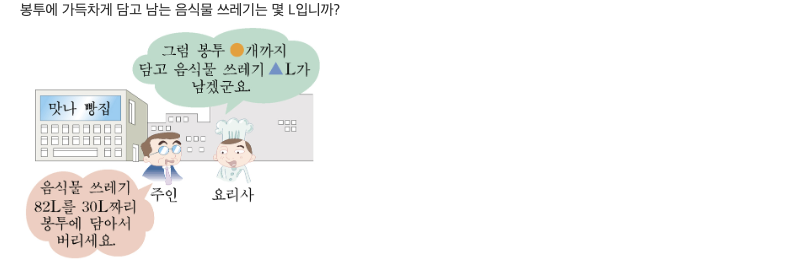 봉투에 가득차게 담고 남는 음식물 쓰레기는 몇 L입니까?
그럼 봉투 ●개까지
담고 음식물 쓰레기 ▲L가
남겠군요.
맛나 빵집
주인
요리사
음식물 쓰레기
82L를 30L짜리
봉투에 담아서
버리세요.